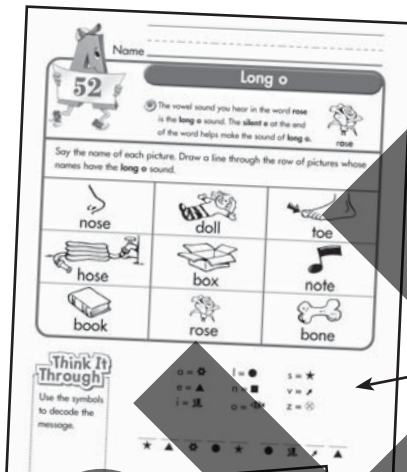 Name
52
Long o
The vowel sound you hear in the word rose
is the long o sound. The silent e at the end
of the word helps make the sound of long o.
rose
Say the name of each picture. Draw a line through the row of pictures whose
names have the long o sound.
nose doll toe
hose box note
book rose bone
Think It
Through
Use the symbols
to decode the
message.
a = l = s =
e = n = v =
i = o = z =